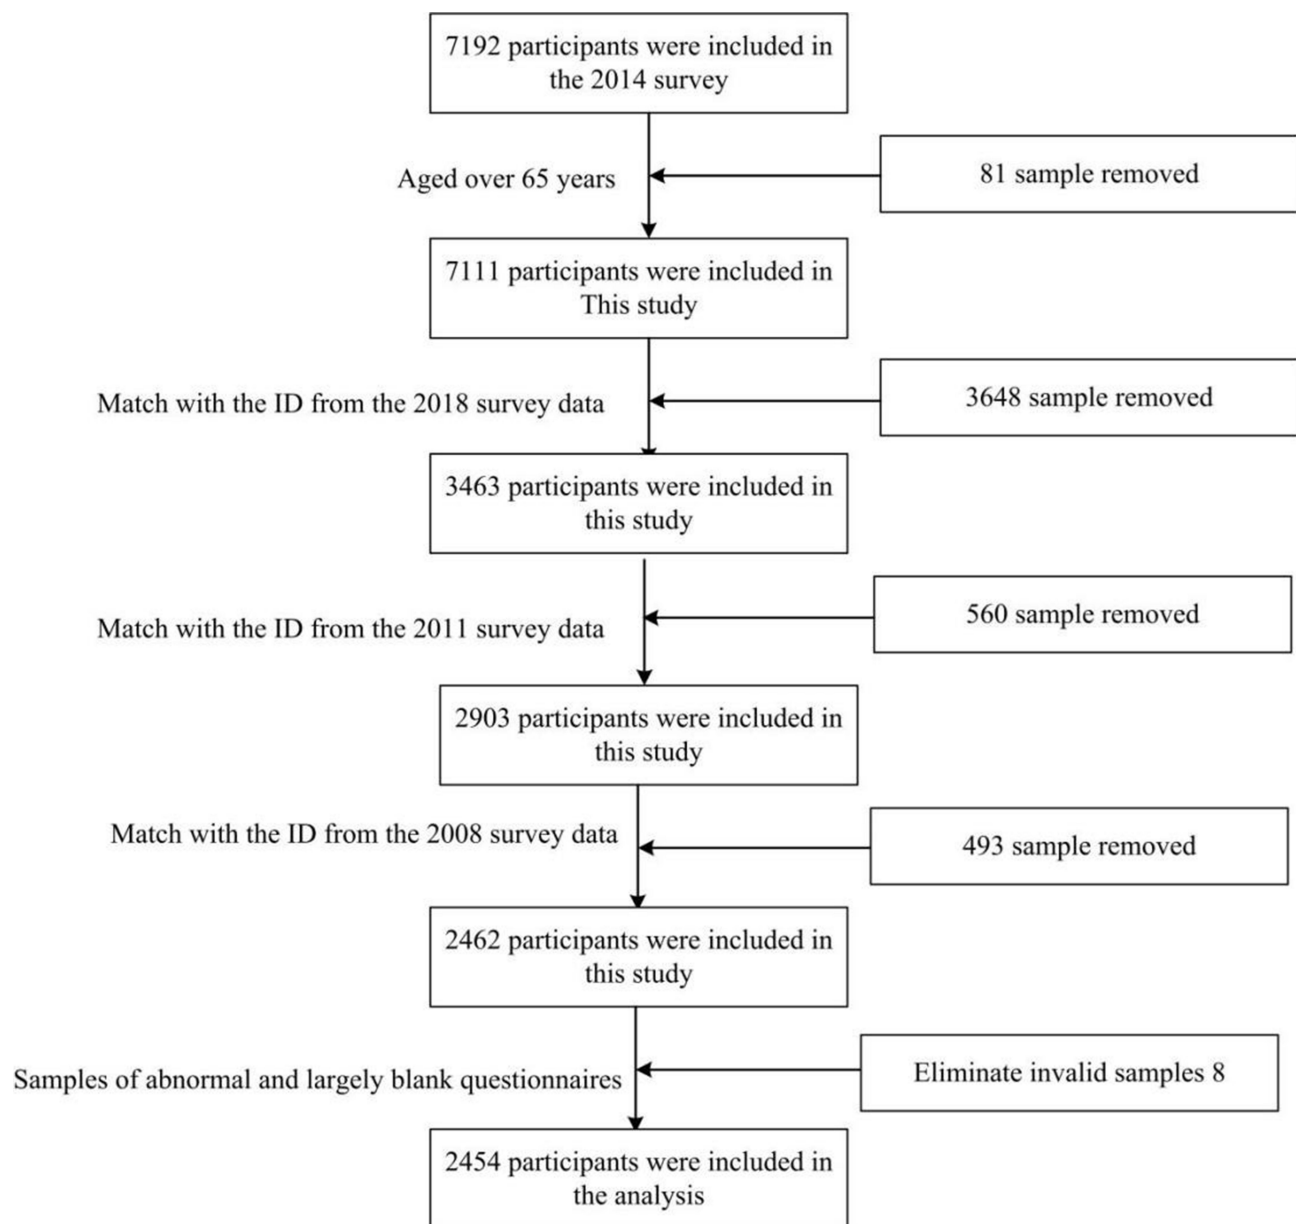 7192 participants were included in
the 2014 survey
Aged over 65 years
81 sample removed
7111 participants were included in
This study
Match with the ID from the 2018 survey data
3648 sample removed
3463 participants were included in
this study
Match with the ID from the 2011 survey data
560 sample removed
2903 participants were included in
this study
Match with the ID from the 2008 survey data
493 sample removed
2462 participants were included in
this study
Samples of abnormal and largely blank questionnaires
Eliminate invalid samples 8
2454 participants were included in
the analysis